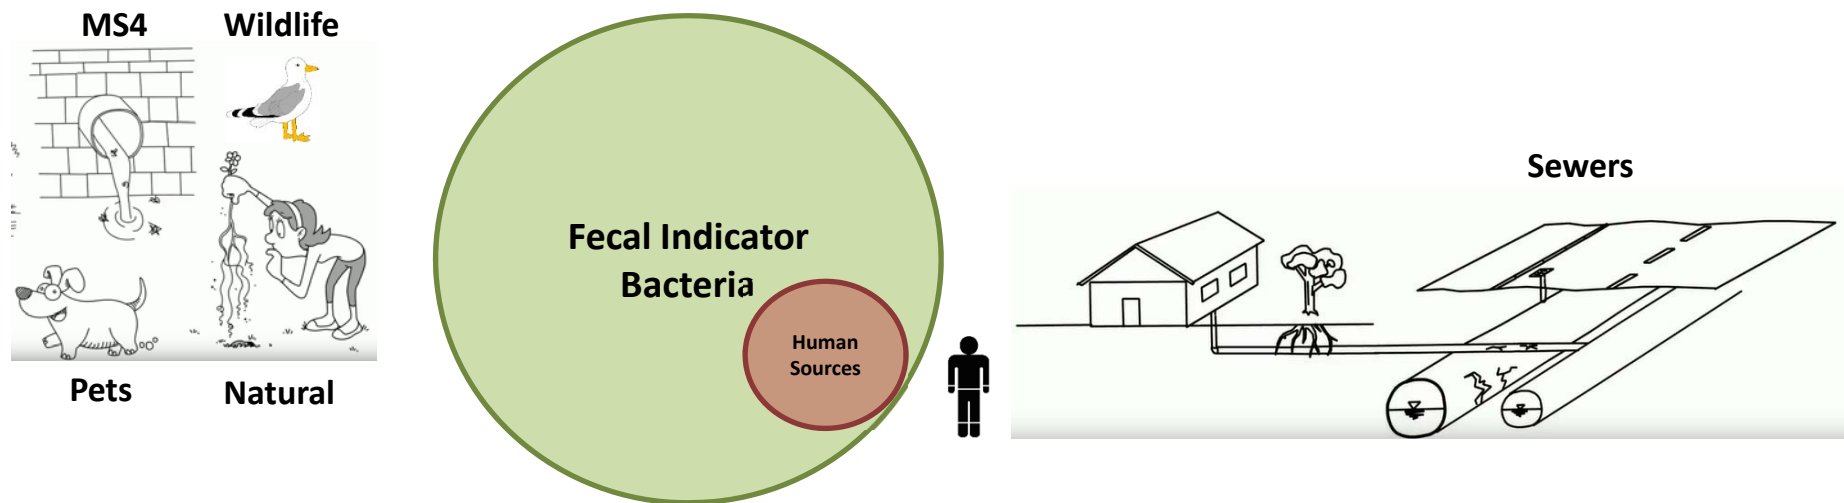 MS4
Wildlife
Pets
Natural
Fecal Indicator
Bacteria
Human
Sources
Sewers